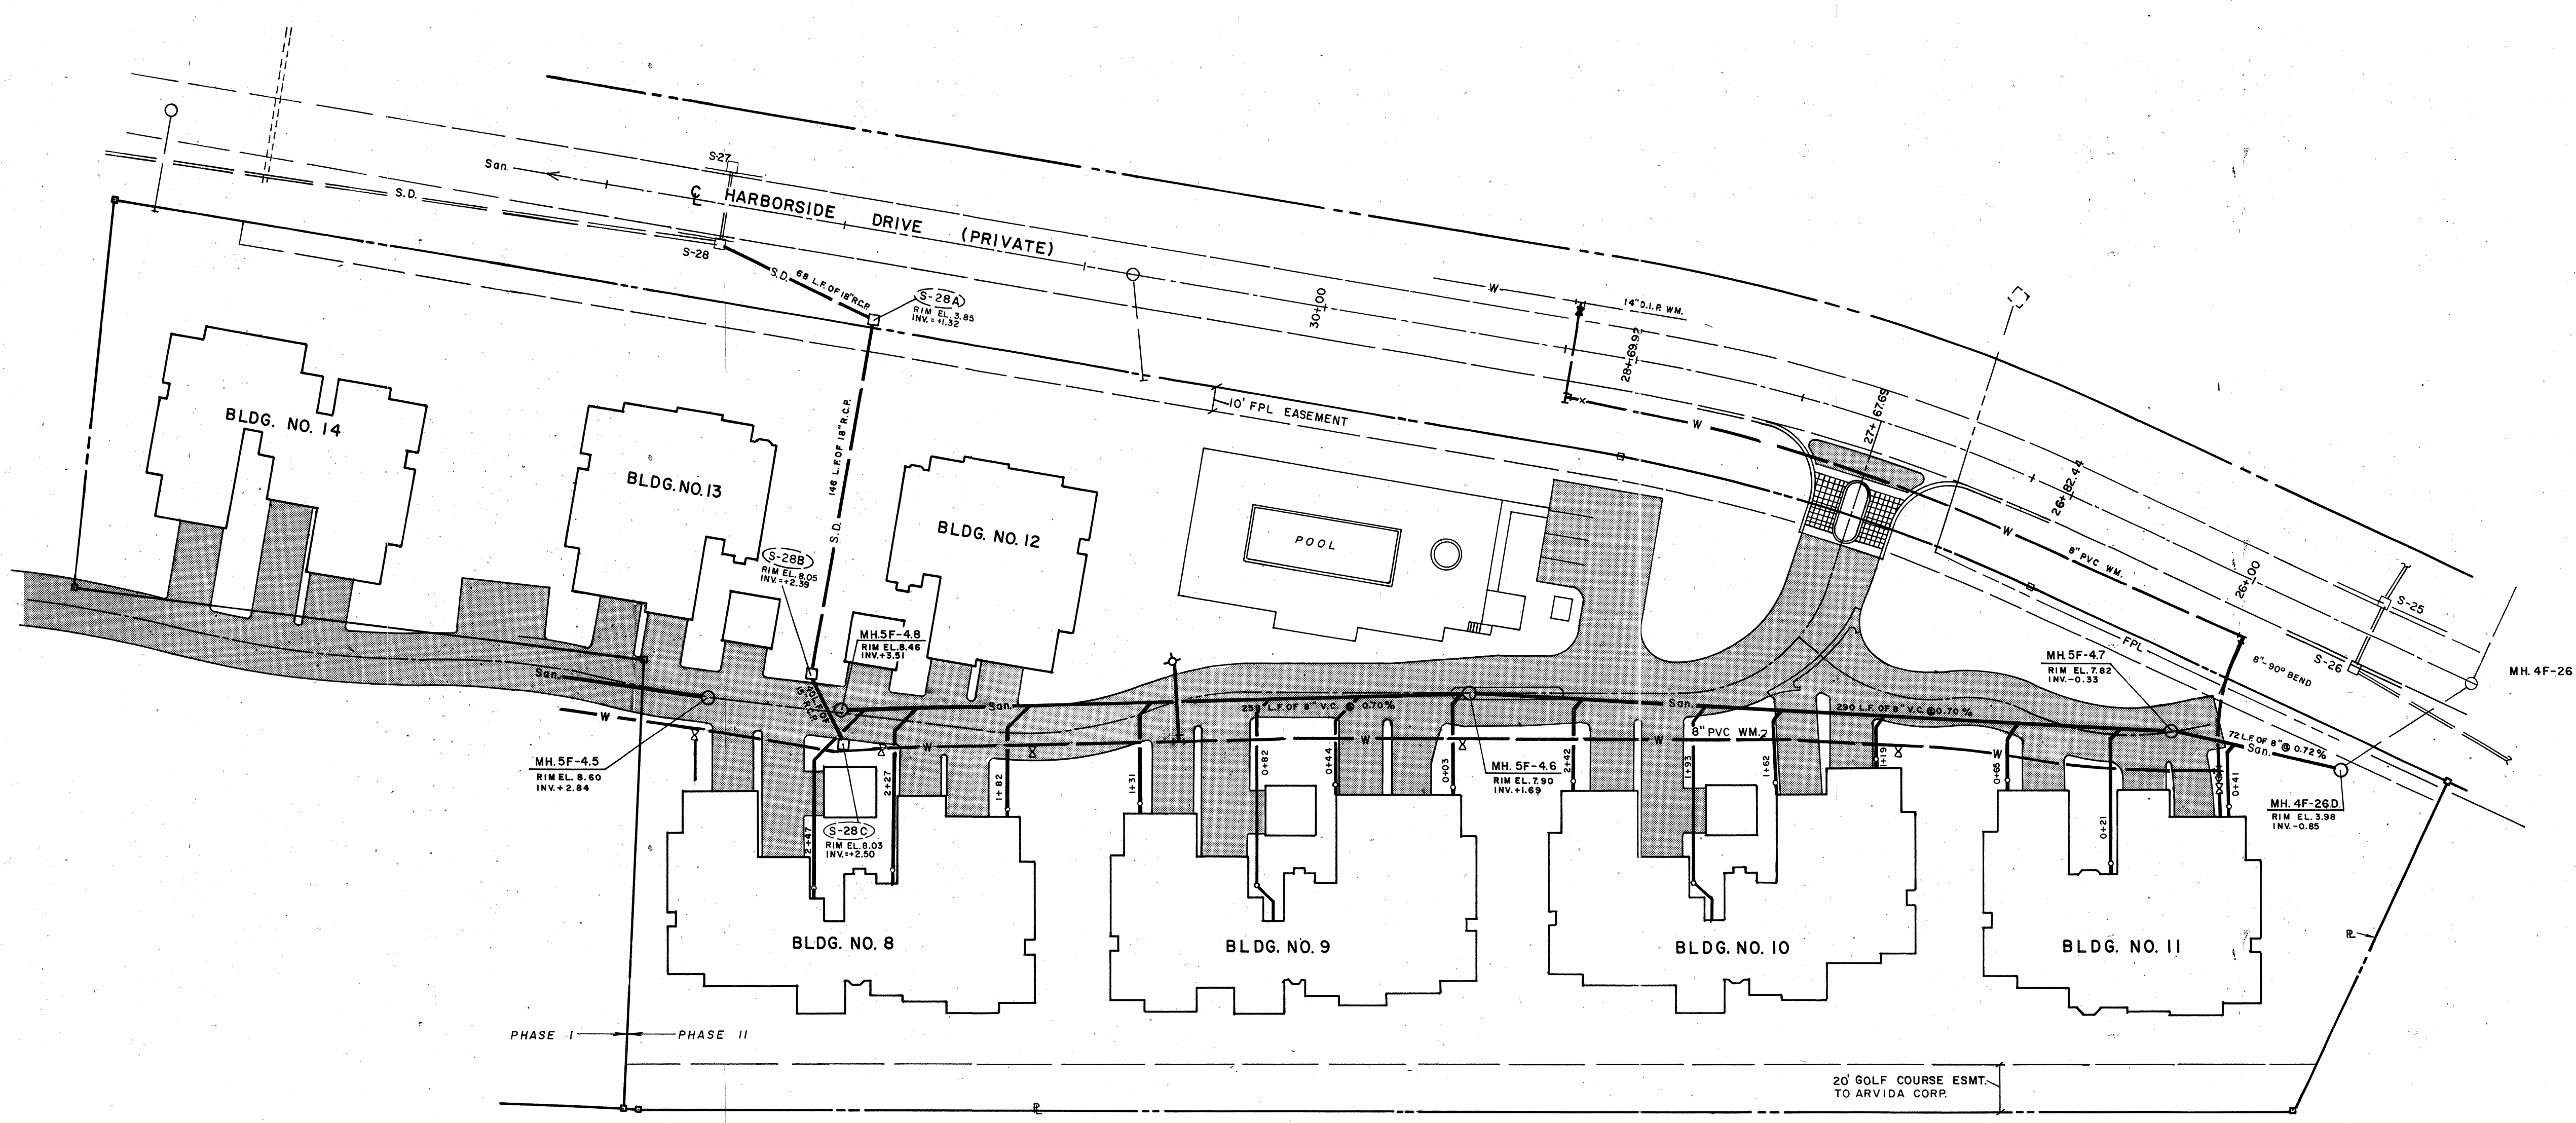 S-27
San.
S.D.
℄ HARBORSIDE DRIVE (PRIVATE)
S-28
S.D.
68 L.F. OF 18" R.C.P.
S-28A
RIM EL. 3.85
INV. = +1.32
30+00
W
14" D.I.P. WM.
28+69.92
10' FPL EASEMENT
W
27+67.69
26+82.44
W
8" PVC WM.
26+00
S-25
S-26
FPL
8"-90° BEND
MH. 4F-26
BLDG. NO. 14
BLDG. NO. 13
146 L.F. OF 18" R.C.P.
S.D.
BLDG. NO. 12
POOL
S-28B
RIM EL. 8.05
INV. = +2.39
MH. 5F-4.8
RIM EL. 8.46
INV. +3.51
40 L.F. OF
15" R.C.P.
MH. 5F-4.7
RIM EL. 7.82
INV. -0.33
San.
W
San.
W
259 L.F. OF 8" V.C. @ 0.70%
W
San.
W
8" PVC WM.
290 L.F. OF 8" V.C. @ 0.70%
W
72 L.F. OF 8" @ 0.72%
San.
MH. 5F-4.5
RIM EL. 8.60
INV. + 2.84
2+47
2+27
1+82
1+31
0+82
0+44
0+03
MH. 5F-4.6
RIM EL. 7.90
INV. +1.69
2+42
1+93
1+62
1+19
0+65
0+21
0+41
MH. 4F-26D
RIM EL. 3.98
INV. -0.85
S-28C
RIM EL. 8.03
INV. = +2.50
BLDG. NO. 8
BLDG. NO. 9
BLDG. NO. 10
BLDG. NO. 11
PHASE I
PHASE II
20' GOLF COURSE ESMT.
TO ARVIDA CORP.